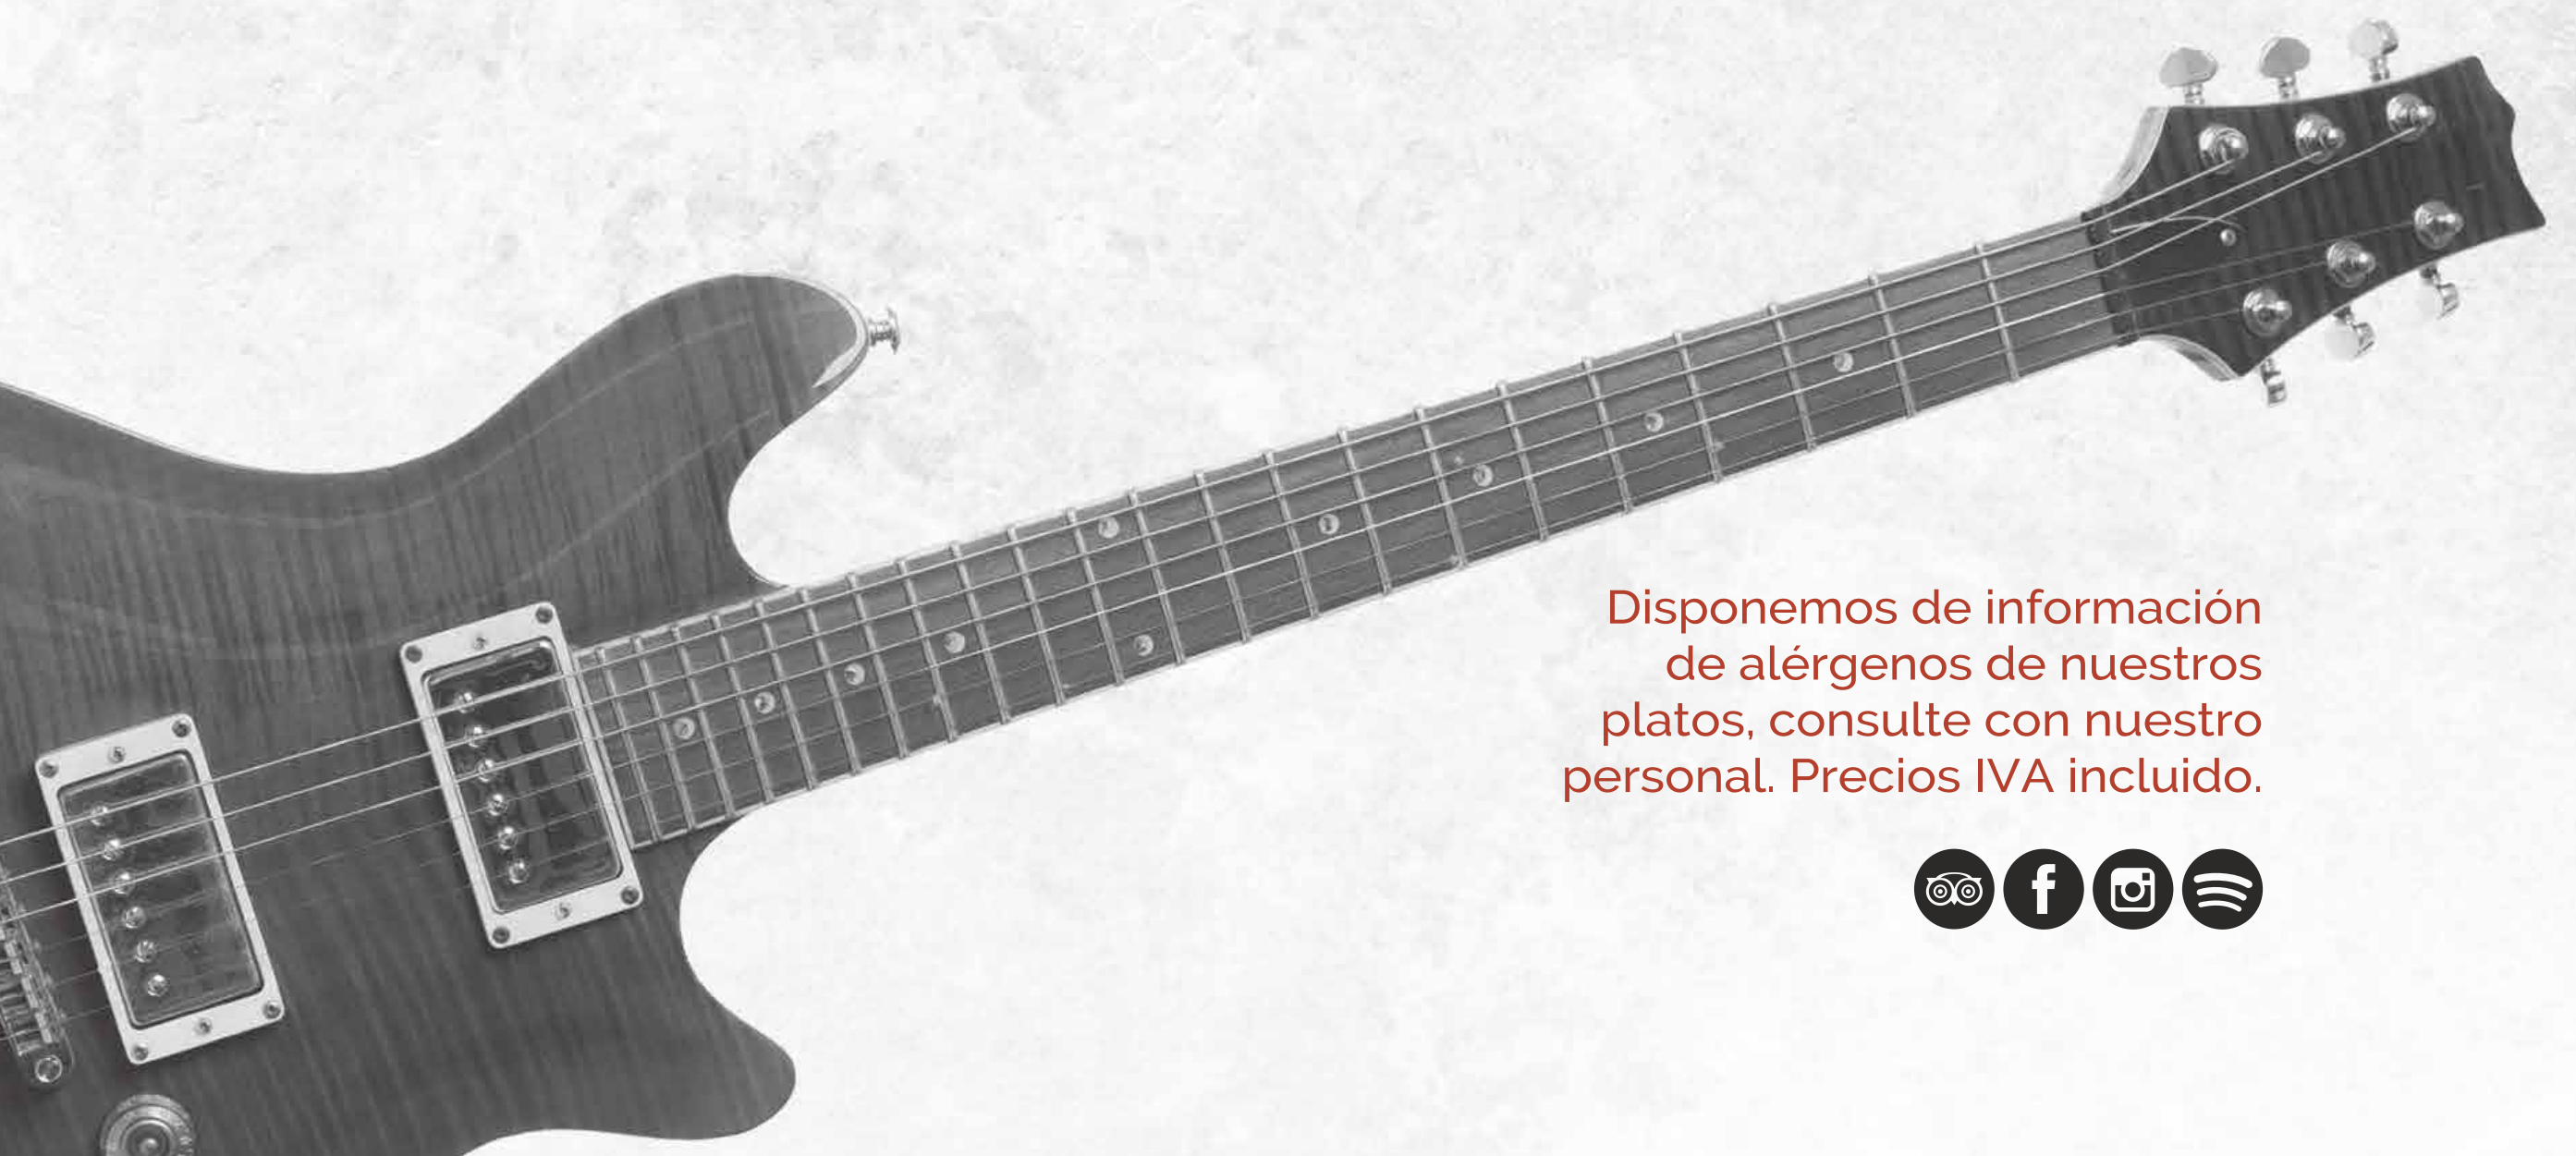 Disponemos de información
de alérgenos de nuestros
platos, consulte con nuestro
personal. Precios IVA incluido.